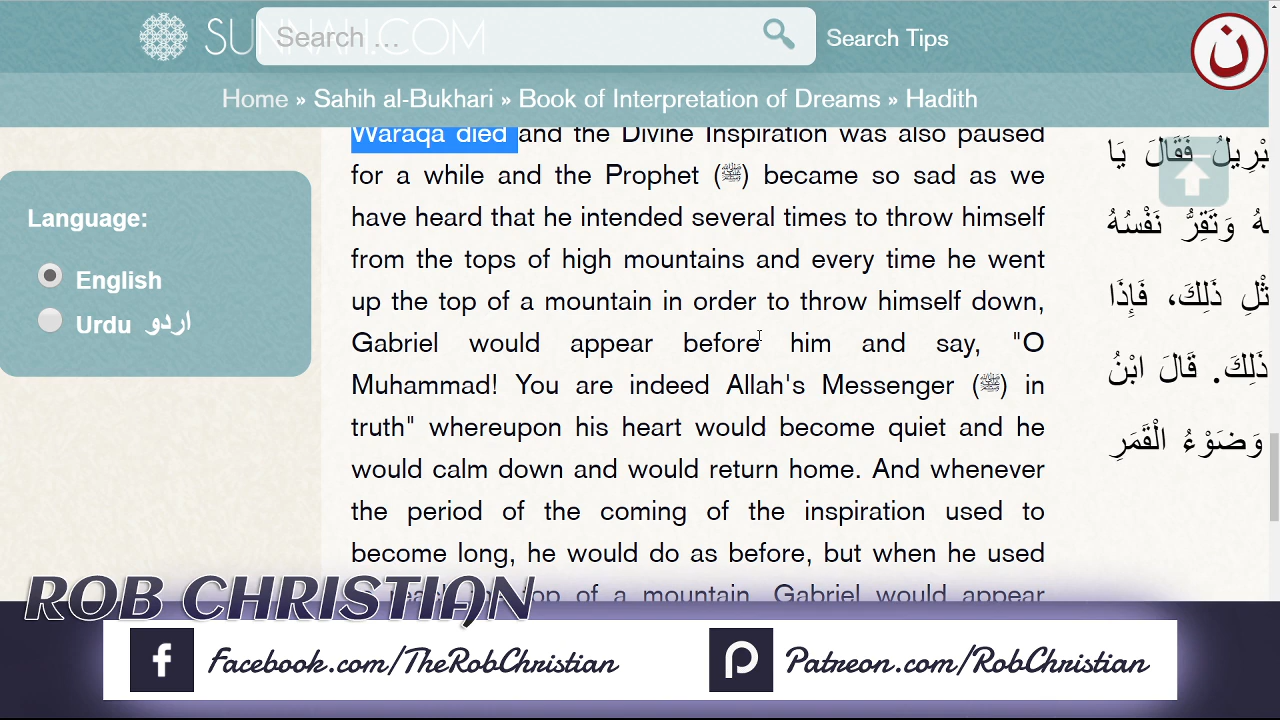 SUNNAH.COM
Search ...
Search Tips
ن
Home » Sahih al-Bukhari » Book of Interpretation of Dreams » Hadith
Language:
English
Urdu اردو
Waraqa died and the Divine Inspiration was also paused
for a while and the Prophet (ﷺ) became so sad as we
have heard that he intended several times to throw himself
from the tops of high mountains and every time he went
up the top of a mountain in order to throw himself down,
Gabriel would appear before him and say, "O
Muhammad! You are indeed Allah's Messenger (ﷺ) in
truth" whereupon his heart would become quiet and he
would calm down and would return home. And whenever
the period of the coming of the inspiration used to
become long, he would do as before, but when he used
top of a mountain, Gabriel would appear
فَقَالَ يَا
وَتَقِرُّ نَفْسُهُ
ذَلِكَ، فَإِذَا
ذَلِكَ. قَالَ ابْنُ
وَضَوْءُ الْقَمَرِ
ROB CHRISTIAN
Facebook.com/TheRobChristian
Patreon.com/RobChristian